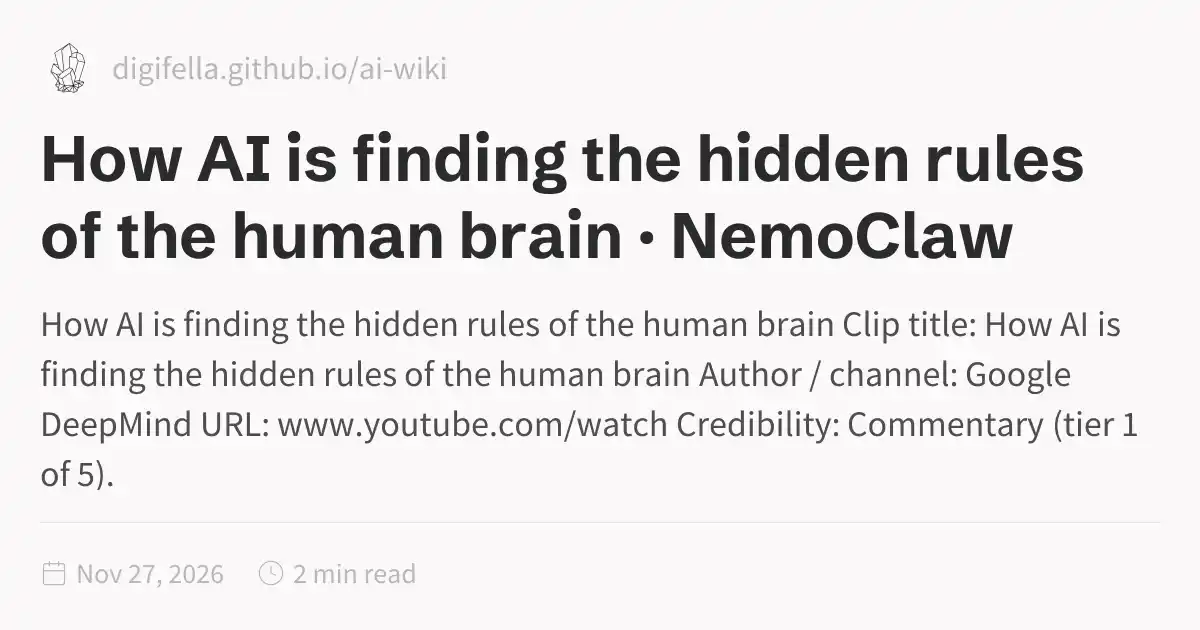 digifella.github.io/ai-wiki
How AI is finding the hidden rules
of the human brain • NemoClaw
How AI is finding the hidden rules of the human brain Clip title: How AI is
finding the hidden rules of the human brain Author / channel: Google
DeepMind URL: www.youtube.com/watch Credibility: Commentary (tier 1
of 5).
Nov 27, 2026 2 min read